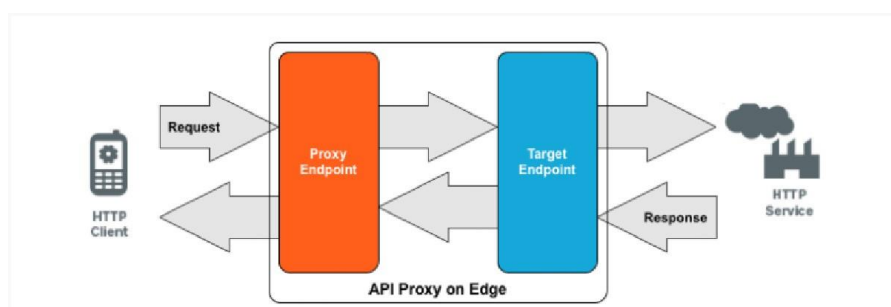 Request
Proxy
Endpoint
Target
Endpoint
HTTP
Client
HTTP
Service
Response
API Proxy on Edge